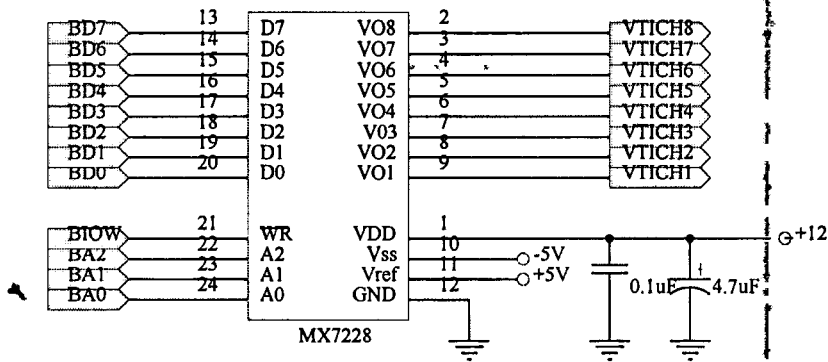 BD7 13 D7 VO8 2 VTICH8
BD6 14 D6 VO7 3 VTICH7
BD5 15 D5 VO6 4 VTICH6
BD4 16 D4 VO5 5 VTICH5
BD3 17 D3 VO4 6 VTICH4
BD2 18 D2 V03 7 VTICH3
BD1 19 D1 VO2 8 VTICH2
BD0 20 D0 VO1 9 VTICH1
BIOW 21 WR VDD 1 +12
BA2 22 A2 Vss 10 -5V
BA1 23 A1 Vref 11 +5V
BA0 24 A0 GND 12
0.1uF 4.7uF
MX7228